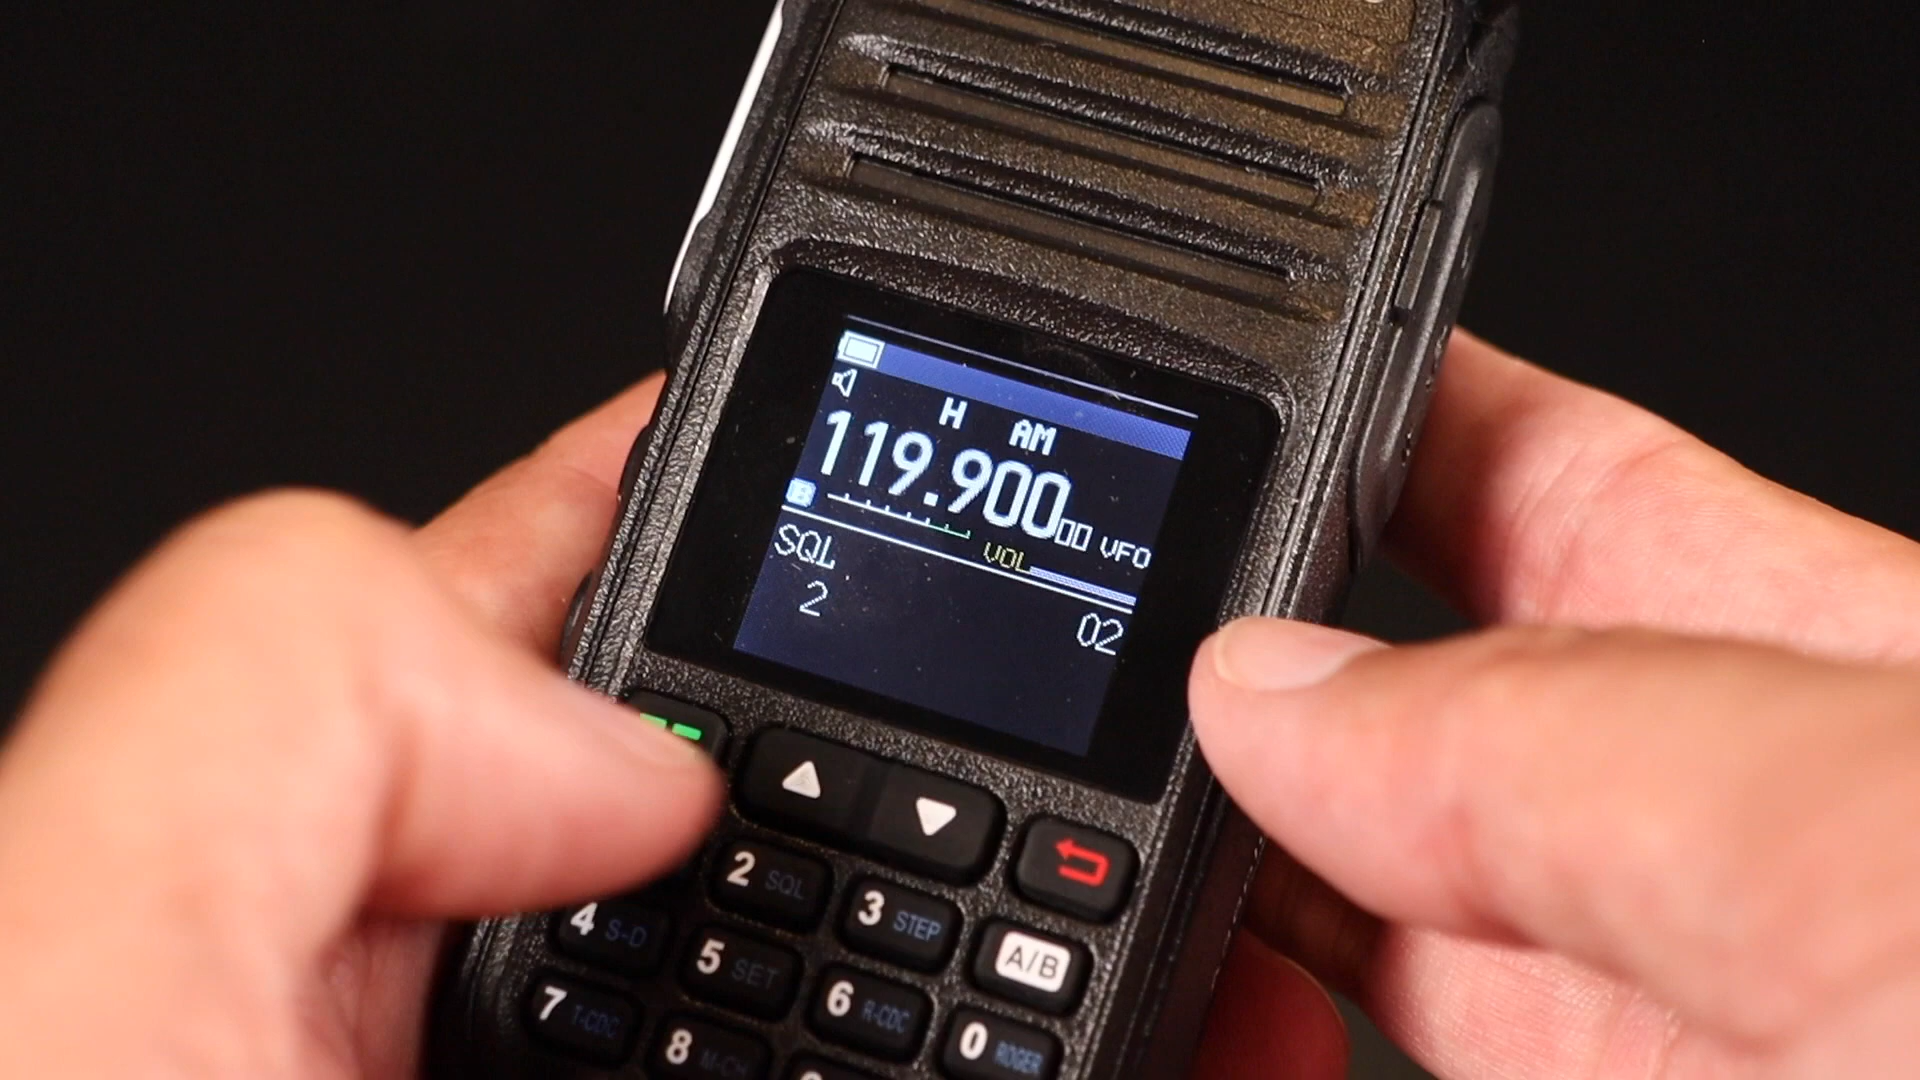 H AM
119.90000 VFO
B
VOL
SQL
2 02
2 SQL
3 STEP
A/B
4 S-D
5 SET
6 R-CDC
0 ROGER
7 T-CDC
8 M-CH